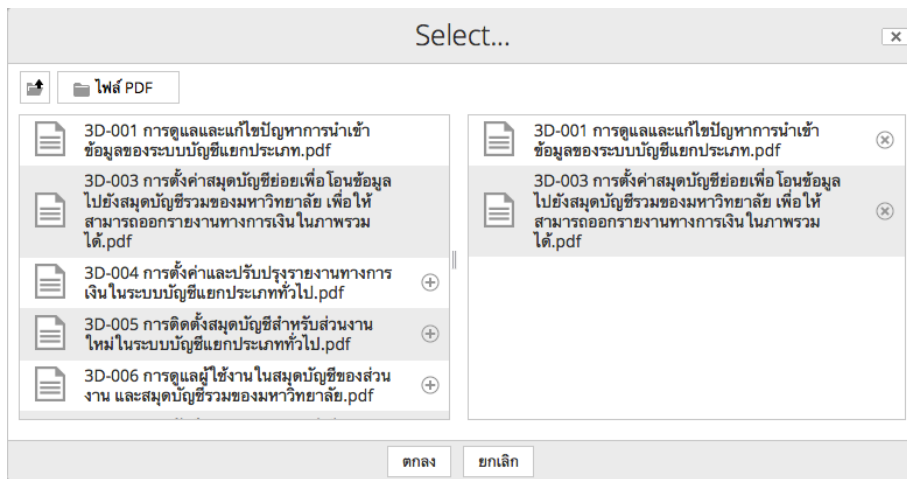 Select...
ไฟล์ PDF
3D-001 การดูแลและแก้ไขปัญหาการนำเข้า
ข้อมูลของระบบบัญชีแยกประเภท.pdf
3D-003 การตั้งค่าสมุดบัญชีย่อยเพื่อโอนข้อมูล
ไปยังสมุดบัญชีรวมของมหาวิทยาลัย เพื่อให้
สามารถออกรายงานทางการเงินในภาพรวม
ได้.pdf
3D-004 การตั้งค่าและปรับปรุงรายงานทางการ
เงินในระบบบัญชีแยกประเภททั่วไป.pdf
3D-005 การติดตั้งสมุดบัญชีสำหรับส่วนงาน
ใหม่ในระบบบัญชีแยกประเภททั่วไป.pdf
3D-006 การดูแลผู้ใช้งานในสมุดบัญชีของส่วน
งาน และสมุดบัญชีรวมของมหาวิทยาลัย.pdf
3D-001 การดูแลและแก้ไขปัญหาการนำเข้า
ข้อมูลของระบบบัญชีแยกประเภท.pdf
3D-003 การตั้งค่าสมุดบัญชีย่อยเพื่อโอนข้อมูล
ไปยังสมุดบัญชีรวมของมหาวิทยาลัย เพื่อให้
สามารถออกรายงานทางการเงินในภาพรวม
ได้.pdf
ตกลง
ยกเลิก